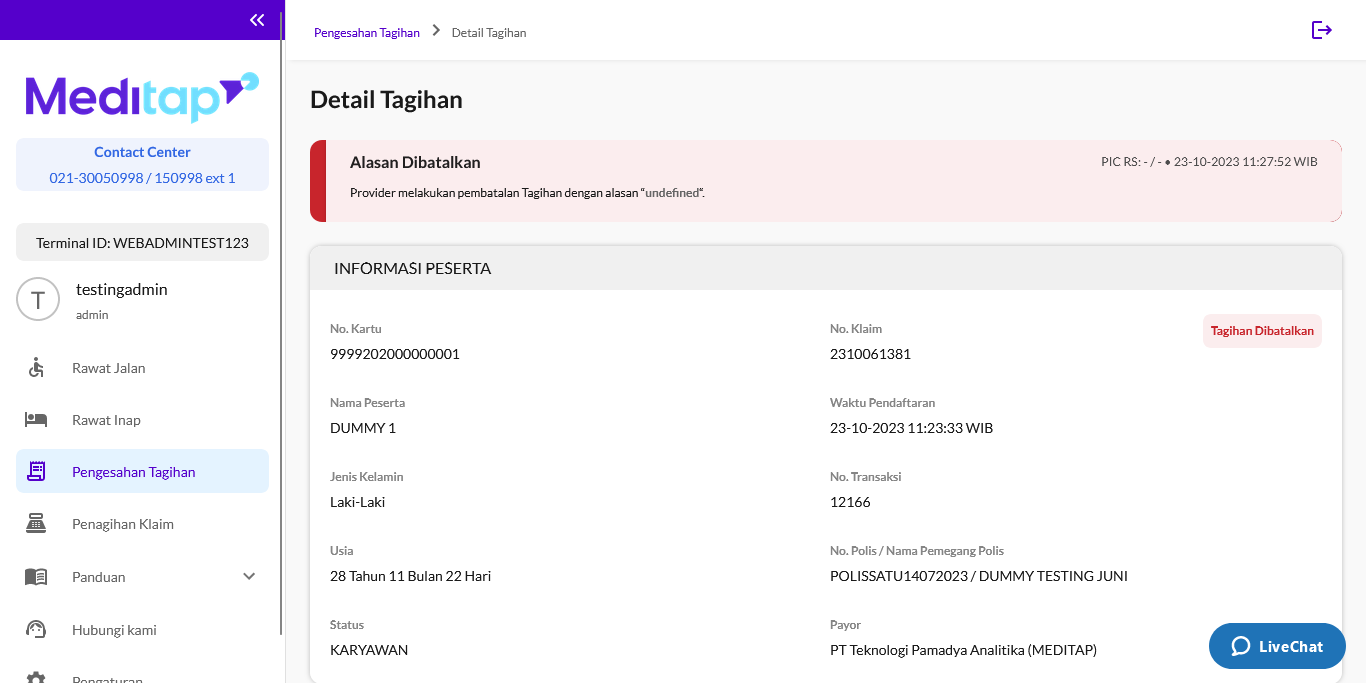 Meditap
Contact Center
021-30050998 / 150998 ext 1
Terminal ID: WEBADMINTEST123
T
testingadmin
admin
Rawat Jalan
Rawat Inap
Pengesahan Tagihan
Penagihan Klaim
Panduan
Hubungi kami
Pengaturan
Pengesahan Tagihan > Detail Tagihan
Detail Tagihan
Alasan Dibatalkan
PIC RS: - / - • 23-10-2023 11:27:52 WIB
Provider melakukan pembatalan Tagihan dengan alasan “undefined“.
INFORMASI PESERTA
No. Kartu
9999202000000001
No. Klaim
2310061381
Tagihan Dibatalkan
Nama Peserta
DUMMY 1
Waktu Pendaftaran
23-10-2023 11:23:33 WIB
Jenis Kelamin
Laki-Laki
No. Transaksi
12166
Usia
28 Tahun 11 Bulan 22 Hari
No. Polis / Nama Pemegang Polis
POLISSATU14072023 / DUMMY TESTING JUNI
Status
KARYAWAN
Payor
PT Teknologi Pamadya Analitika (MEDITAP)
LiveChat